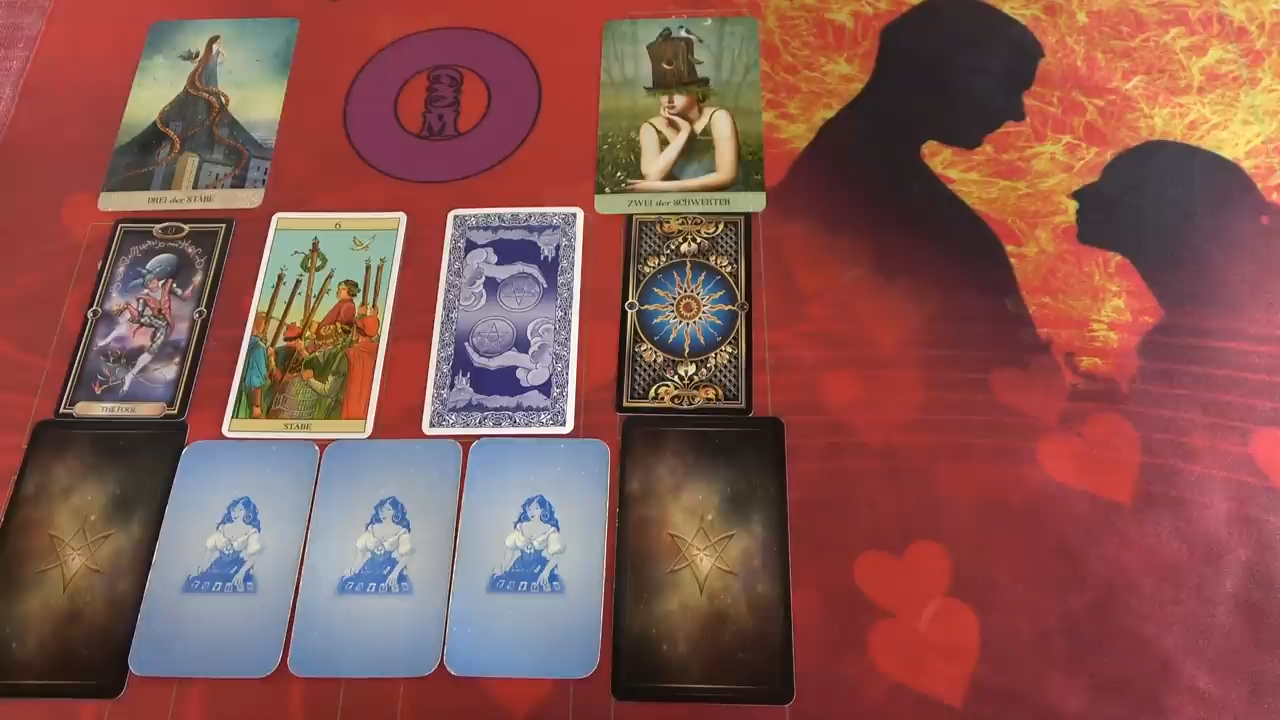 DREI der STÄBE
ZWEI der SCHWERTER
6
STÄBE
THE FOOL